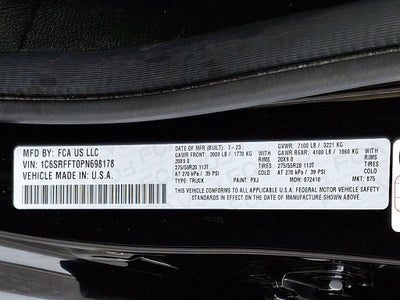 MFD BY: FCA US LLC
VIN: 1C6SRFFT0PN698178
VEHICLE MADE IN: U.S.A.
DATE OF MFR (BUILT): 7-23 GVWR: 7100 LB / 3221 KG
GAWR FRONT: 3900 LB / 1770 KG WITH GAWR REAR: 4100 LB / 1860 KG WITH
20X9.0 RIMS 20X9.0 RIMS
275/55R20 113T TIRES 275/55R20 113T TIRES
AT 270 kPa / 39 PSI COLD AT 270 kPa / 39 PSI COLD
THIS VEHICLE CONFORMS TO ALL APPLICABLE U.S.A. FEDERAL MOTOR VEHICLE SAFETY STANDARDS IN EFFECT ON THE
DATE OF MANUFACTURE SHOWN ABOVE.
TYPE: TRUCK PAINT: PXJ MDH: 072410 MKT: 875